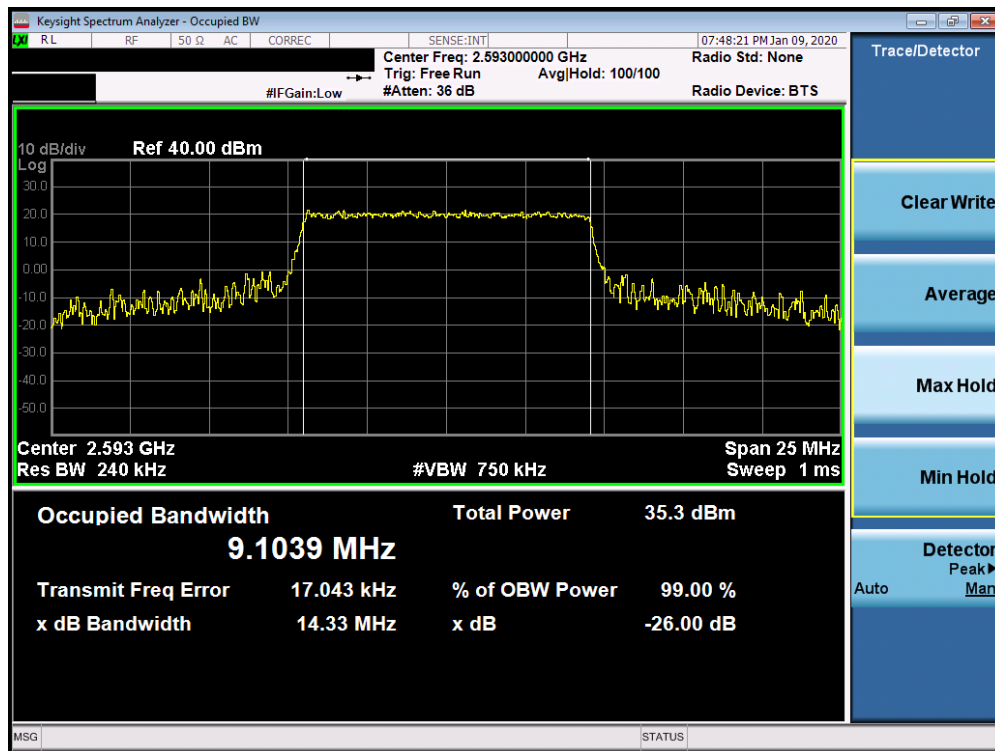 Keysight Spectrum Analyzer - Occupied BW
LXI RL RF 50 Ω AC CORREC SENSE:INT 07:48:21 PM Jan 09, 2020
Center Freq: 2.593000000 GHz Radio Std: None
Trig: Free Run Avg|Hold: 100/100
#IFGain:Low #Atten: 36 dB Radio Device: BTS
10 dB/div Ref 40.00 dBm
Log
30.0
20.0
10.0
0.00
-10.0
-20.0
-30.0
-40.0
-50.0
Center 2.593 GHz Span 25 MHz
Res BW 240 kHz #VBW 750 kHz Sweep 1 ms
Occupied Bandwidth Total Power 35.3 dBm
9.1039 MHz
Transmit Freq Error 17.043 kHz % of OBW Power 99.00 %
x dB Bandwidth 14.33 MHz x dB -26.00 dB
MSG STATUS
Trace/Detector
Clear Write
Average
Max Hold
Min Hold
Detector
Peak▶
Auto Man